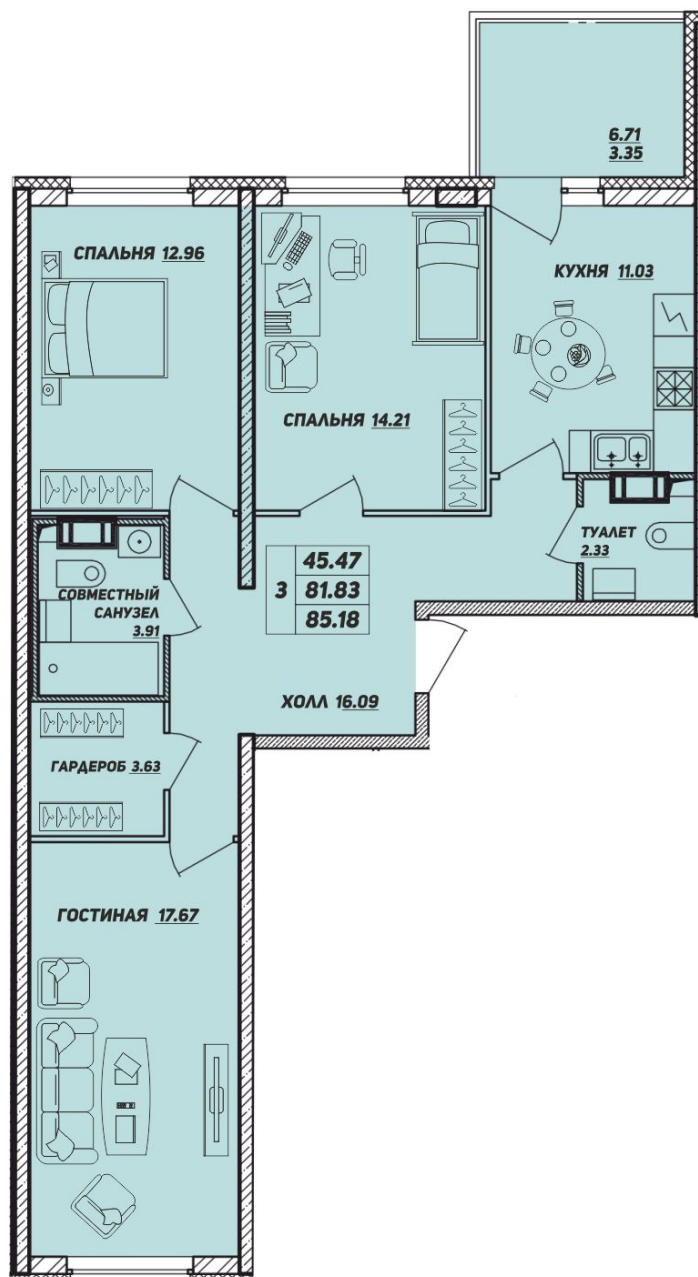 6.71
3.35
СПАЛЬНЯ 12.96
КУХНЯ 11.03
СПАЛЬНЯ 14.21
ТУАЛЕТ
2.33
45.47
3 81.83
85.18
СОВМЕСТНЫЙ
САНУЗЕЛ
3.91
ХОЛЛ 16.09
ГАРДЕРОБ 3.63
ГОСТИНАЯ 17.67